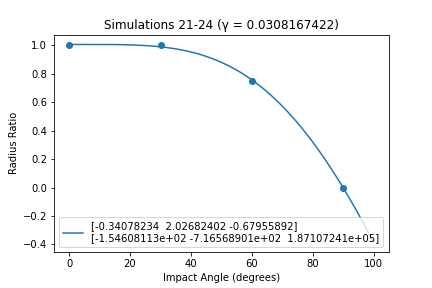 Simulations 21-24 (γ = 0.0308167422)
Radius Ratio
1.0
0.8
0.6
0.4
0.2
0.0
−0.2
−0.4
[-0.34078234  2.02682402 -0.67955892]
[-1.54608113e+02 -7.16568901e+02  1.87107241e+05]
0 20 40 60 80 100
Impact Angle (degrees)